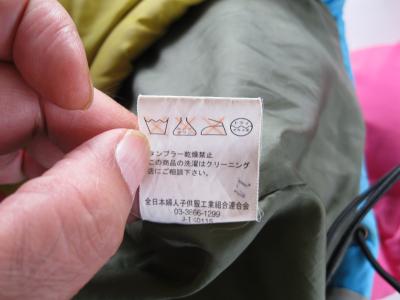 タンブラー乾燥禁止
この商品の洗濯はクリーニング
店にご相談下さい。
全日本婦人子供服工業組合連合会
03-3866-1299